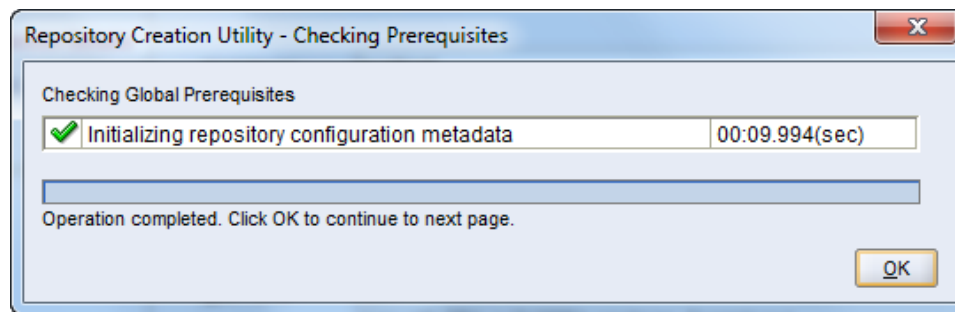 Repository Creation Utility - Checking Prerequisites
Checking Global Prerequisites
Initializing repository configuration metadata 00:09.994(sec)
Operation completed. Click OK to continue to next page.
OK